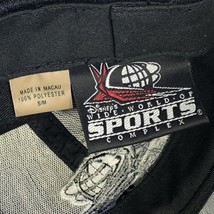 MADE IN MACAU
100% POLYESTER
S/M
Disney's
WIDE WORLD OF
SPORTS
COMPLEX